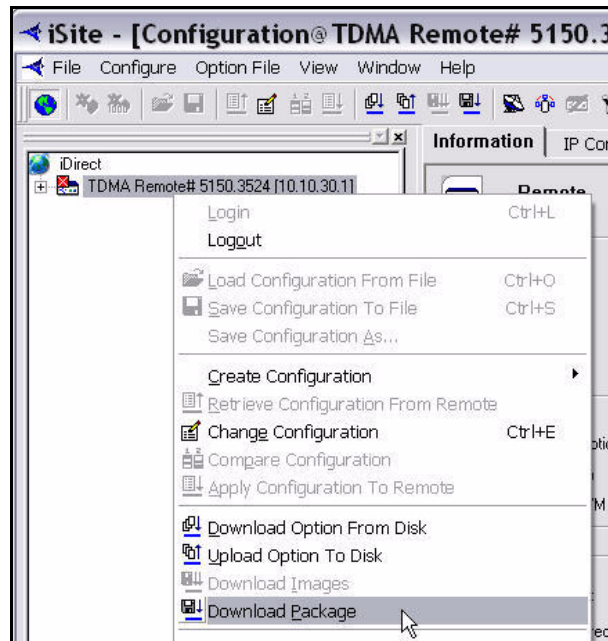 iSite - [Configuration@TDMA Remote# 5150.3
File Configure Option File View Window Help
Information IP Con
iDirect
TDMA Remote# 5150.3524 [10.10.30.1]
Remote
Login Ctrl+L
Logout
Load Configuration From File Ctrl+O
Save Configuration To File Ctrl+S
Save Configuration As...
Create Configuration
Retrieve Configuration From Remote
Change Configuration Ctrl+E
Compare Configuration
Apply Configuration To Remote
Download Option From Disk
Upload Option To Disk
Download Images
Download Package